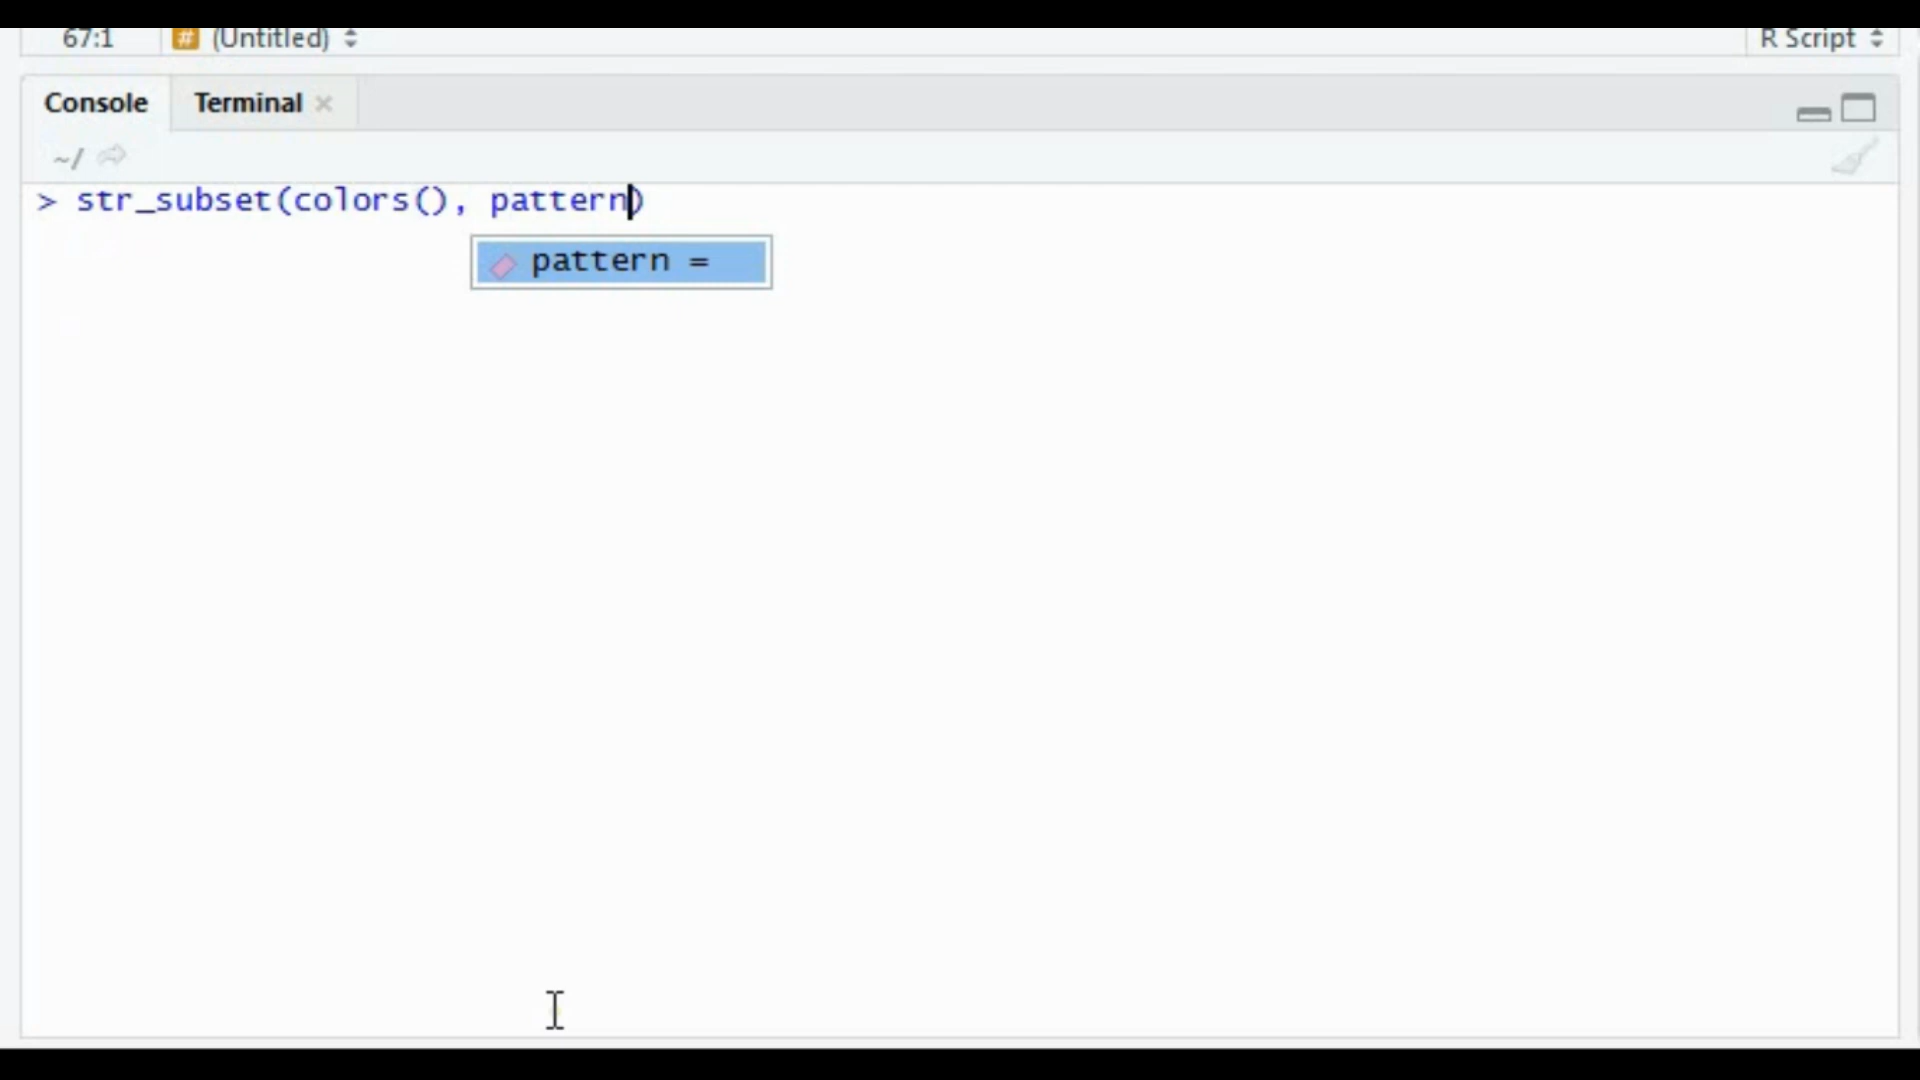 67:1 # (Untitled) R Script
Console Terminal
~/
> str_subset(colors(), pattern)
pattern =